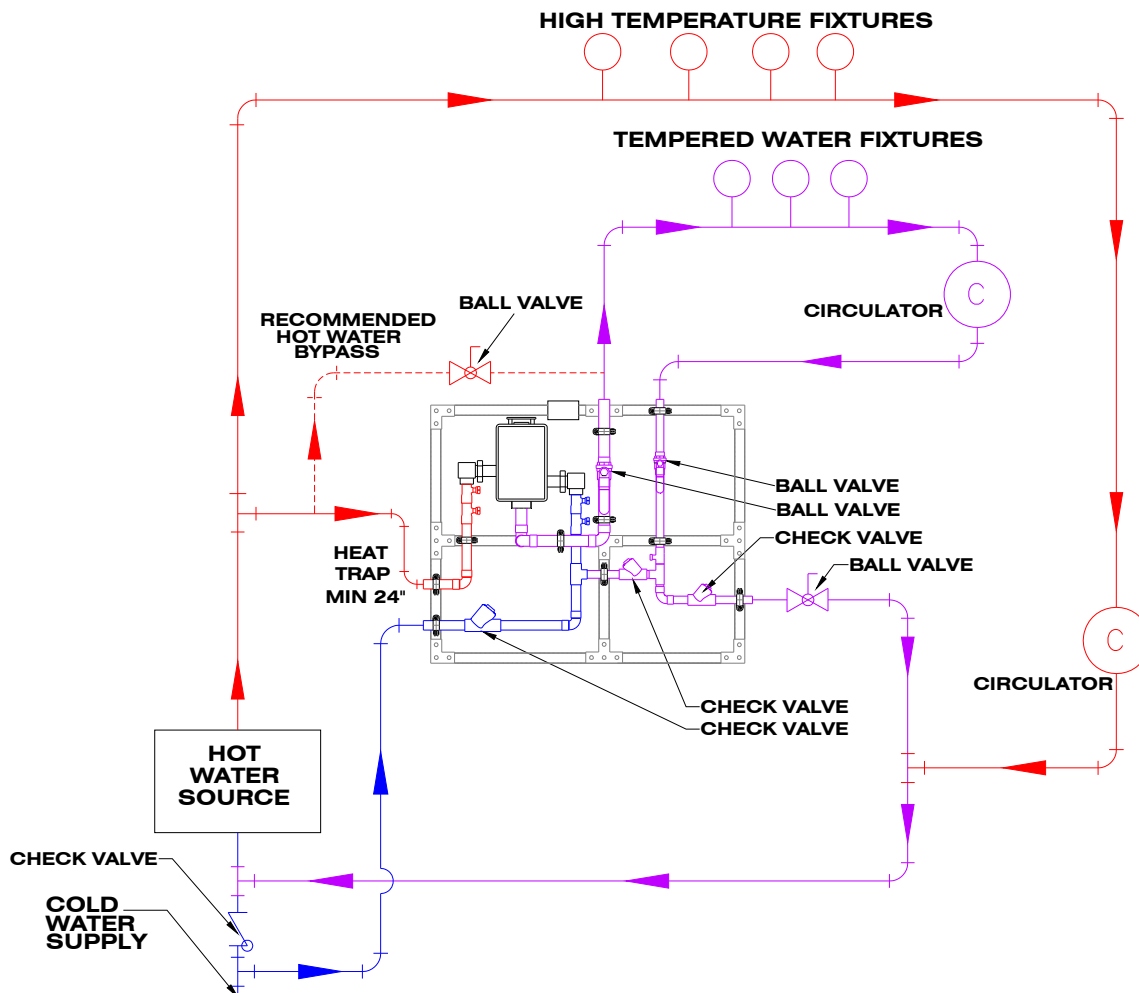 HIGH TEMPERATURE FIXTURES
TEMPERED WATER FIXTURES
C
CIRCULATOR
BALL VALVE
RECOMMENDED
HOT WATER
BYPASS
BALL VALVE
BALL VALVE
CHECK VALVE
BALL VALVE
HEAT
TRAP
MIN 24"
C
CIRCULATOR
CHECK VALVE
CHECK VALVE
HOT
WATER
SOURCE
CHECK VALVE
COLD
WATER
SUPPLY